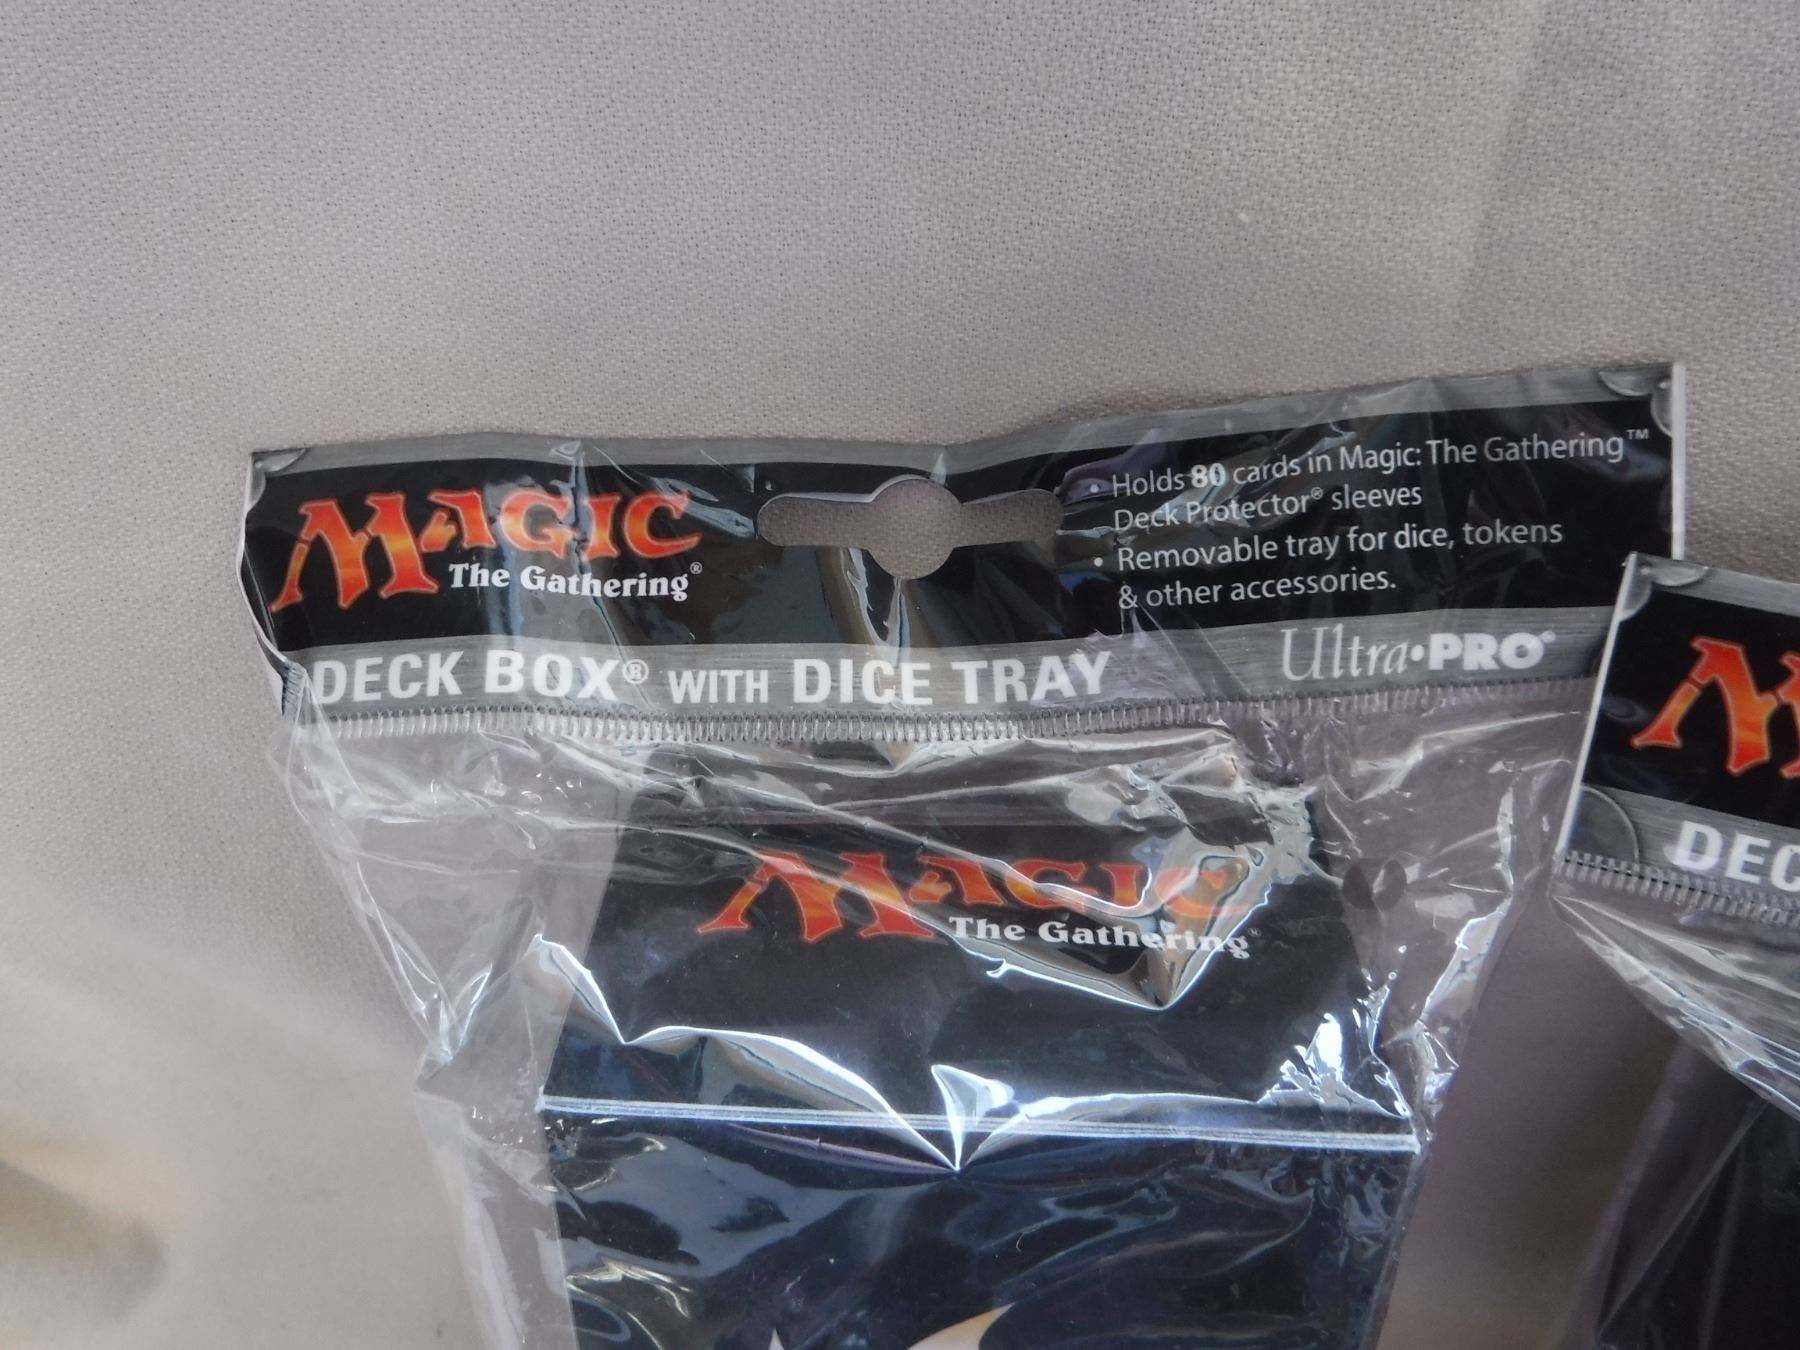 MAGIC
The Gathering®
• Holds 80 cards in Magic: The Gathering™
Deck Protector® sleeves
• Removable tray for dice, tokens
& other accessories.
DECK BOX® WITH DICE TRAY
Ultra•PRO®
MAGIC
The Gathering®
M
DEC